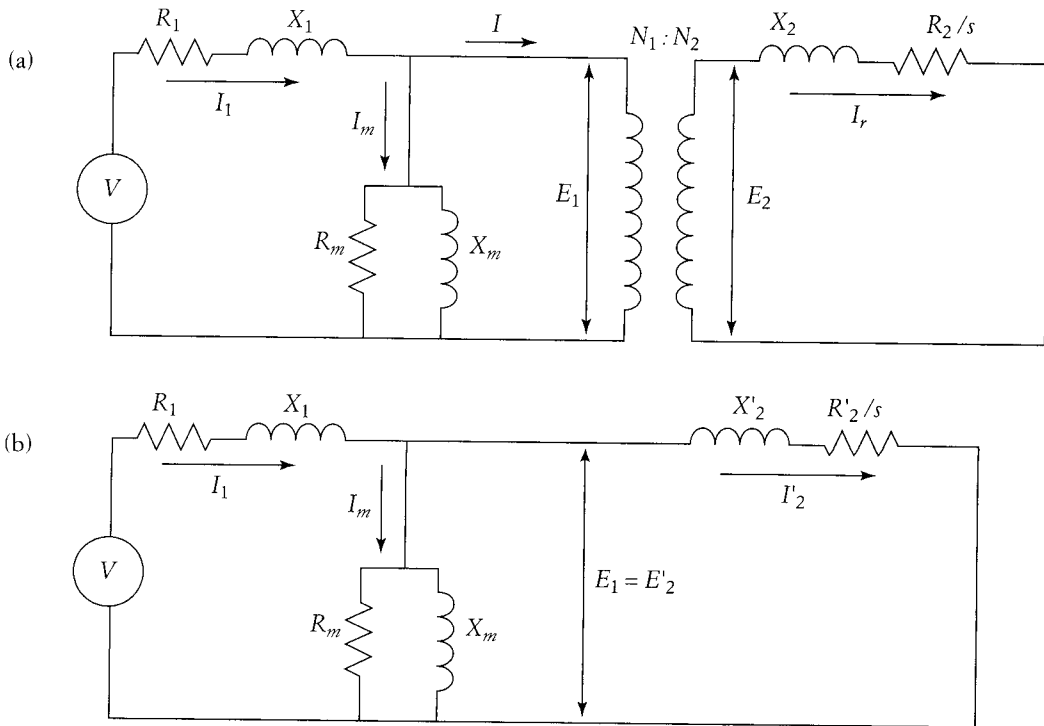 (a)
R1 X1 I N1 : N2 X2 R2/s
I1 Im Ir
V E1 E2
Rm Xm
(b)
R1 X1 X'2 R'2/s
I1 Im I'2
V E1 = E'2
Rm Xm